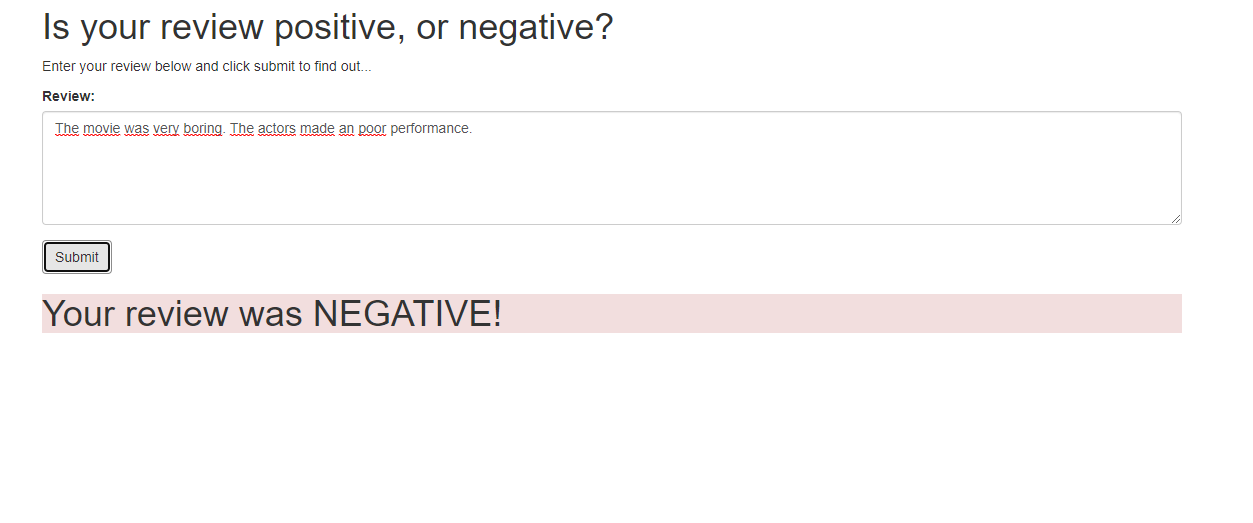 Is your review positive, or negative?
Enter your review below and click submit to find out...
Review:
The movie was very boring. The actors made an poor performance.
Submit
Your review was NEGATIVE!